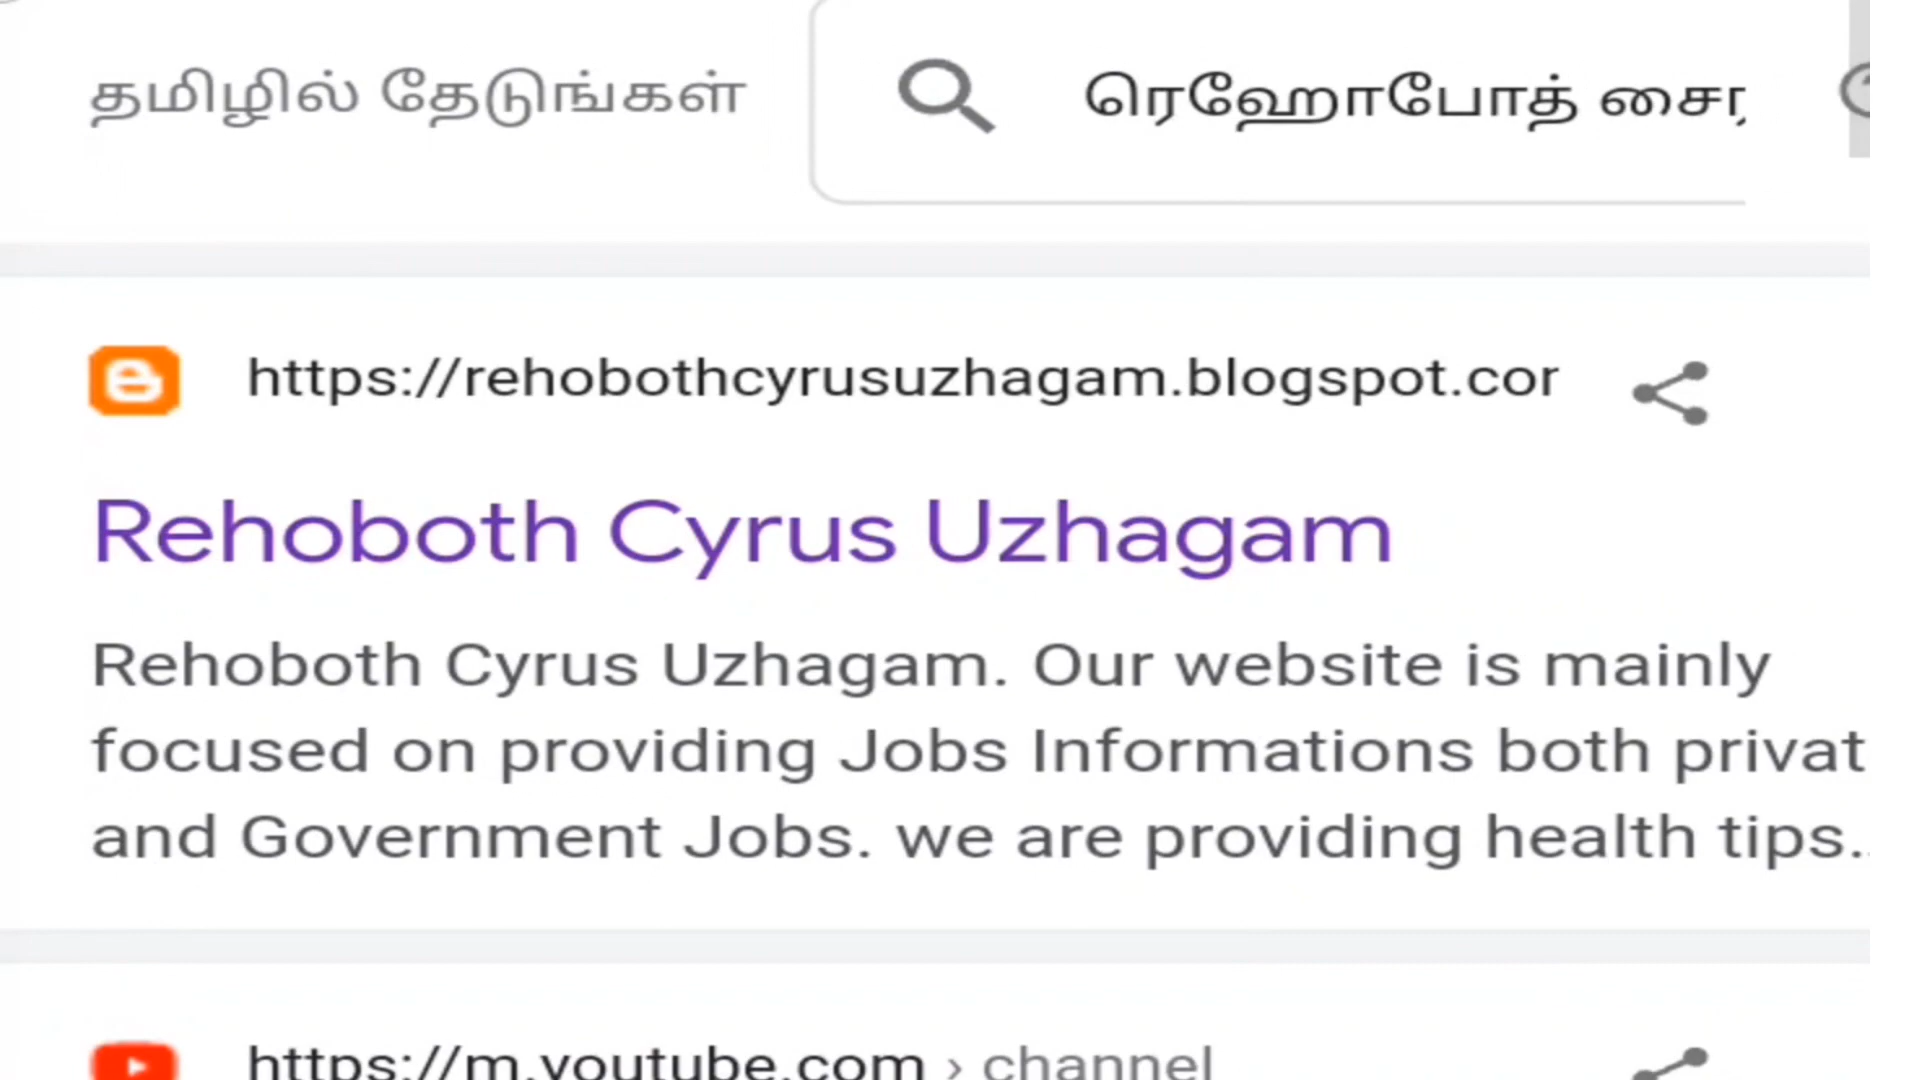 தமிழில் தேடுங்கள்
ரெஹோபோத் சைர
https://rehobothcyrusuzhagam.blogspot.cor
Rehoboth Cyrus Uzhagam
Rehoboth Cyrus Uzhagam. Our website is mainly
focused on providing Jobs Informations both privat
and Government Jobs. we are providing health tips..
https://m.youtube.com › channel